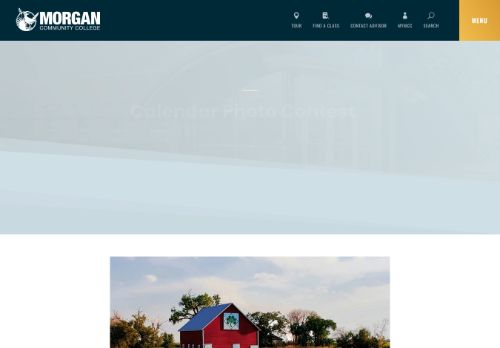 MORGAN
COMMUNITY COLLEGE
TOUR
FIND A CLASS
CONTACT ADVISOR
MYMCC
SEARCH
MENU
Calendar Photo Contest